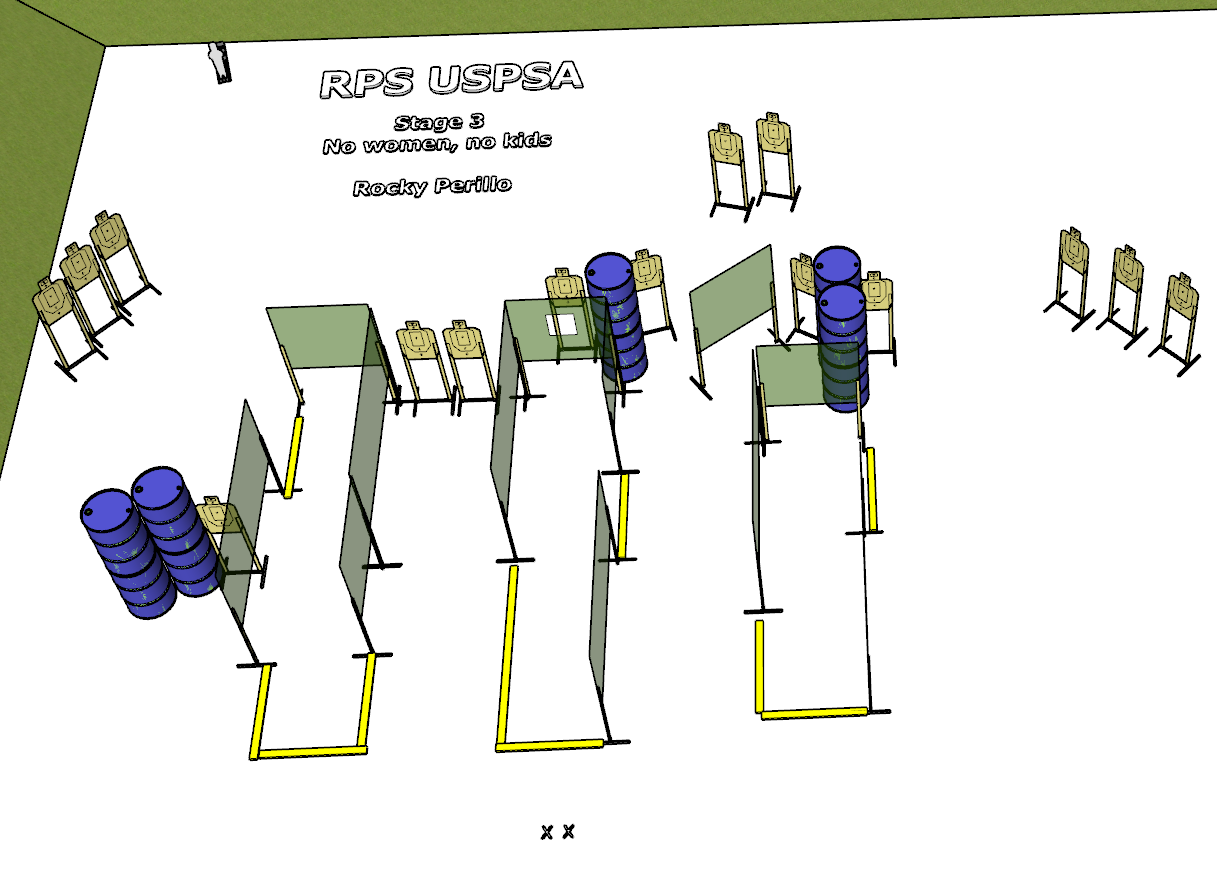 RPS USPSA
Stage 3
No women, no kids
Rocky Perillo
X X